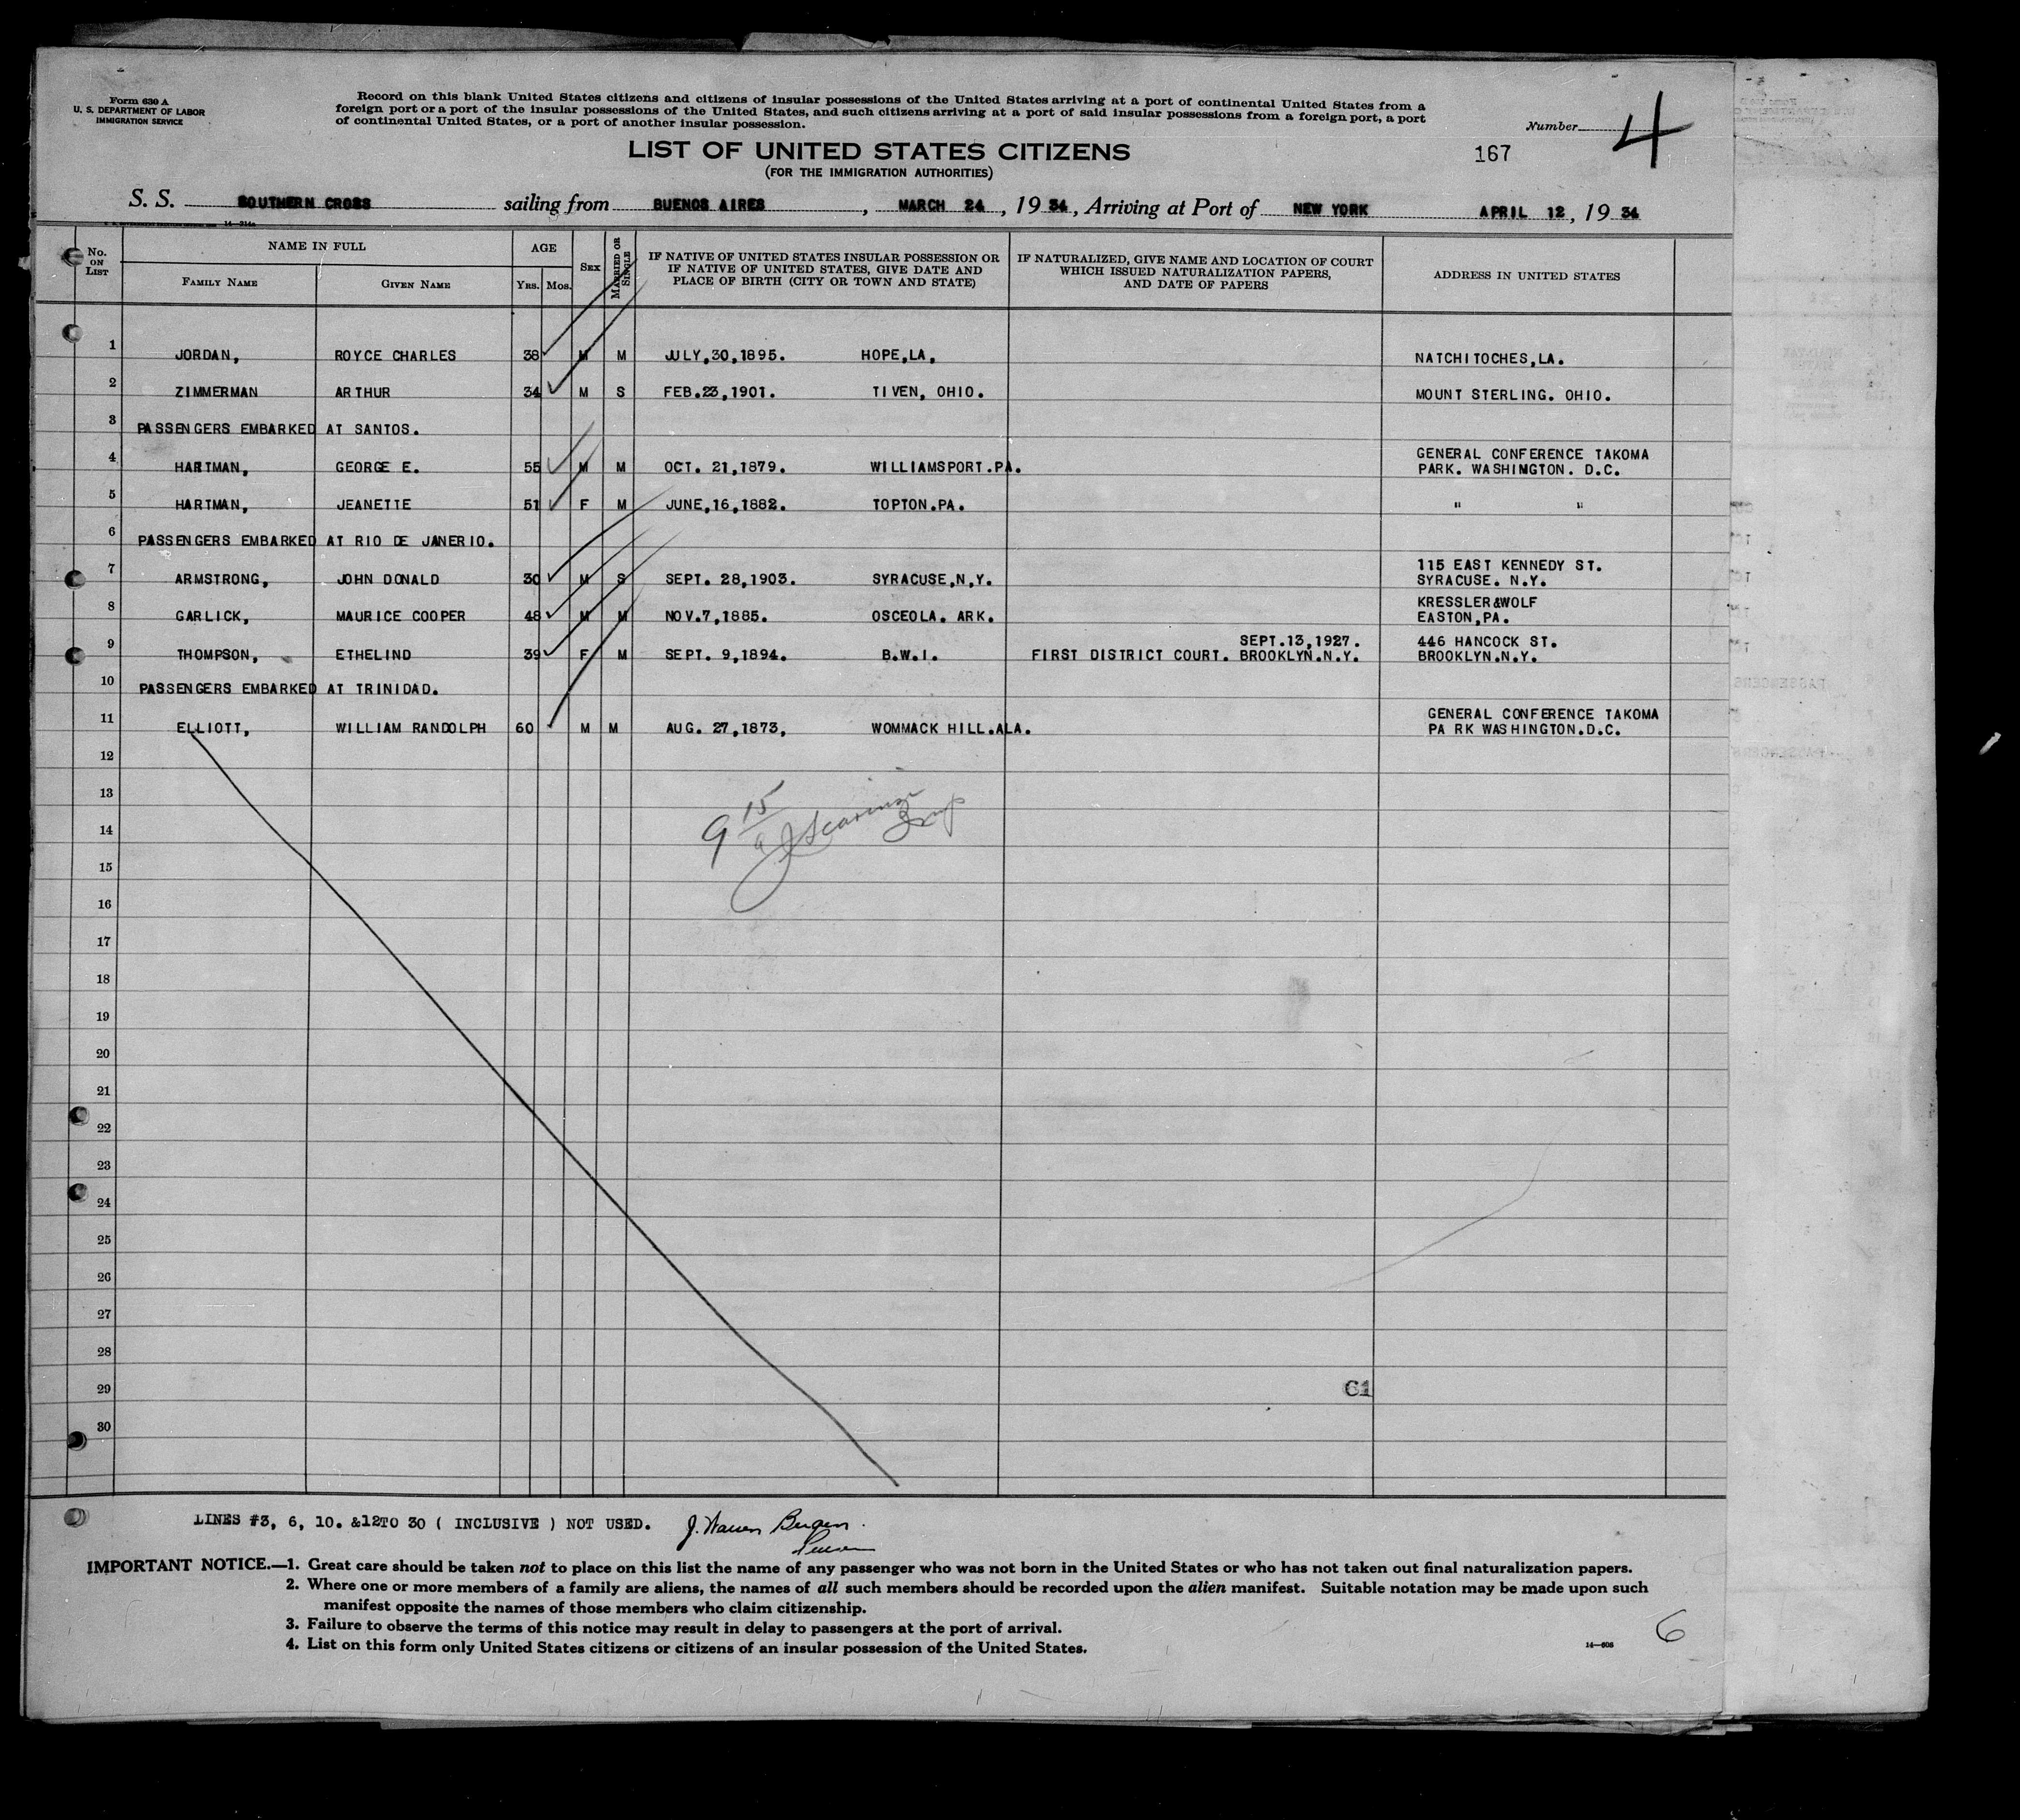 Form 630 A
U. S. DEPARTMENT OF LABOR
IMMIGRATION SERVICE
Record on this blank United States citizens and citizens of insular possessions of the United States arriving at a port of continental United States from a
foreign port or a port of the insular possessions of the United States, and such citizens arriving at a port of said insular possessions from a foreign port, a port
of continental United States, or a port of another insular possession.
Number 4
LIST OF UNITED STATES CITIZENS
(FOR THE IMMIGRATION AUTHORITIES)
167
S. S. SOUTHERN CROSS sailing from BUENOS AIRES, MARCH 24, 1934, Arriving at Port of NEW YORK APRIL 12, 1934
No. ON LIST
NAME IN FULL
FAMILY NAME GIVEN NAME
AGE
YRS. MOS.
SEX
MARRIED OR SINGLE
IF NATIVE OF UNITED STATES INSULAR POSSESSION OR
IF NATIVE OF UNITED STATES, GIVE DATE AND
PLACE OF BIRTH (CITY OR TOWN AND STATE)
IF NATURALIZED, GIVE NAME AND LOCATION OF COURT
WHICH ISSUED NATURALIZATION PAPERS,
AND DATE OF PAPERS
ADDRESS IN UNITED STATES
1 JORDAN, ROYCE CHARLES 38 M M JULY,30,1895. HOPE,LA, NATCHITOCHES,LA.
2 ZIMMERMAN ARTHUR 34 M S FEB.23,1901. TIVEN, OHIO. MOUNT STERLING. OHIO.
3 PASSENGERS EMBARKED AT SANTOS.
4 HARTMAN, GEORGE E. 55 M M OCT. 21,1879. WILLIAMSPORT.PA. GENERAL CONFERENCE TAKOMA
PARK. WASHINGTON. D.C.
5 HARTMAN, JEANETTE 51 F M JUNE,16,1882. TOPTON.PA. " "
6 PASSENGERS EMBARKED AT RIO DE JANERIO.
7 ARMSTRONG, JOHN DONALD 30 M S SEPT. 28,1903. SYRACUSE,N,Y. 115 EAST KENNEDY ST.
SYRACUSE. N.Y.
8 GARLICK, MAURICE COOPER 48 M M NOV.7,1885. OSCEOLA. ARK. KRESSLER&WOLF
EASTON,PA.
9 THOMPSON, ETHELIND 39 F M SEPT. 9,1894. B.W.I. SEPT.13,1927.
FIRST DISTRICT COURT. BROOKLYN.N.Y. 446 HANCOCK ST.
BROOKLYN.N.Y.
10 PASSENGERS EMBARKED AT TRINIDAD.
11 ELLIOTT, WILLIAM RANDOLPH 60 M M AUG. 27,1873, WOMMACK HILL.ALA. GENERAL CONFERENCE TAKOMA
PA RK WASHINGTON.D.C.
12
13
9 15
14
15
16
17
18
19
20
21
22
23
24
25
26
27
28
29
61
30
LINES #3, 6, 10. &12TO 30 ( INCLUSIVE ) NOT USED.
IMPORTANT NOTICE.—1. Great care should be taken not to place on this list the name of any passenger who was not born in the United States or who has not taken out final naturalization papers.
2. Where one or more members of a family are aliens, the names of all such members should be recorded upon the alien manifest. Suitable notation may be made upon such
manifest opposite the names of those members who claim citizenship.
3. Failure to observe the terms of this notice may result in delay to passengers at the port of arrival.
4. List on this form only United States citizens or citizens of an insular possession of the United States.
14—608
6